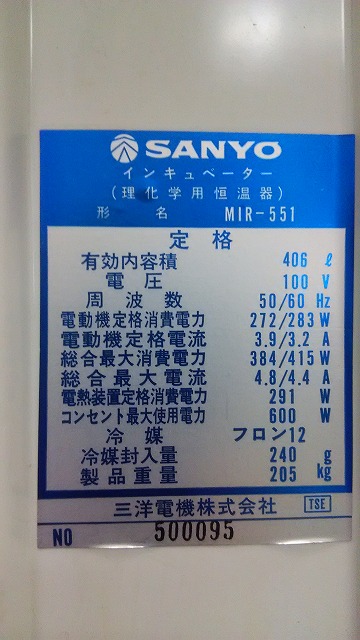 SANYO
インキュベーター
(理化学用恒温器)
形 名 MIR-551
定 格
有効内容積 406 ℓ
電 圧 100 V
周 波 数 50/60 Hz
電動機定格消費電力 272/283 W
電動機定格電流 3.9/3.2 A
総合最大消費電力 384/415 W
総合最大電流 4.8/4.4 A
電熱装置定格消費電力 291 W
コンセント最大使用電力 600 W
冷 媒 フロン12
冷媒封入量 240 g
製品重量 205 kg
三洋電機株式会社 TSE
NO 500095